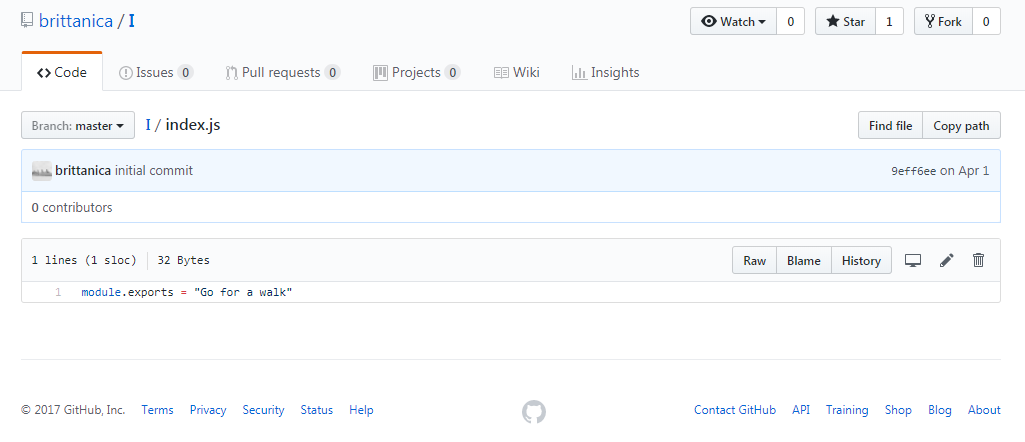 brittanica / I Watch 0 Star 1 Fork 0
Code Issues 0 Pull requests 0 Projects 0 Wiki Insights
Branch: master I / index.js Find file Copy path
brittanica initial commit 9eff6ee on Apr 1
0 contributors
1 lines (1 sloc) 32 Bytes Raw Blame History
1 module.exports = "Go for a walk"
© 2017 GitHub, Inc. Terms Privacy Security Status Help Contact GitHub API Training Shop Blog About